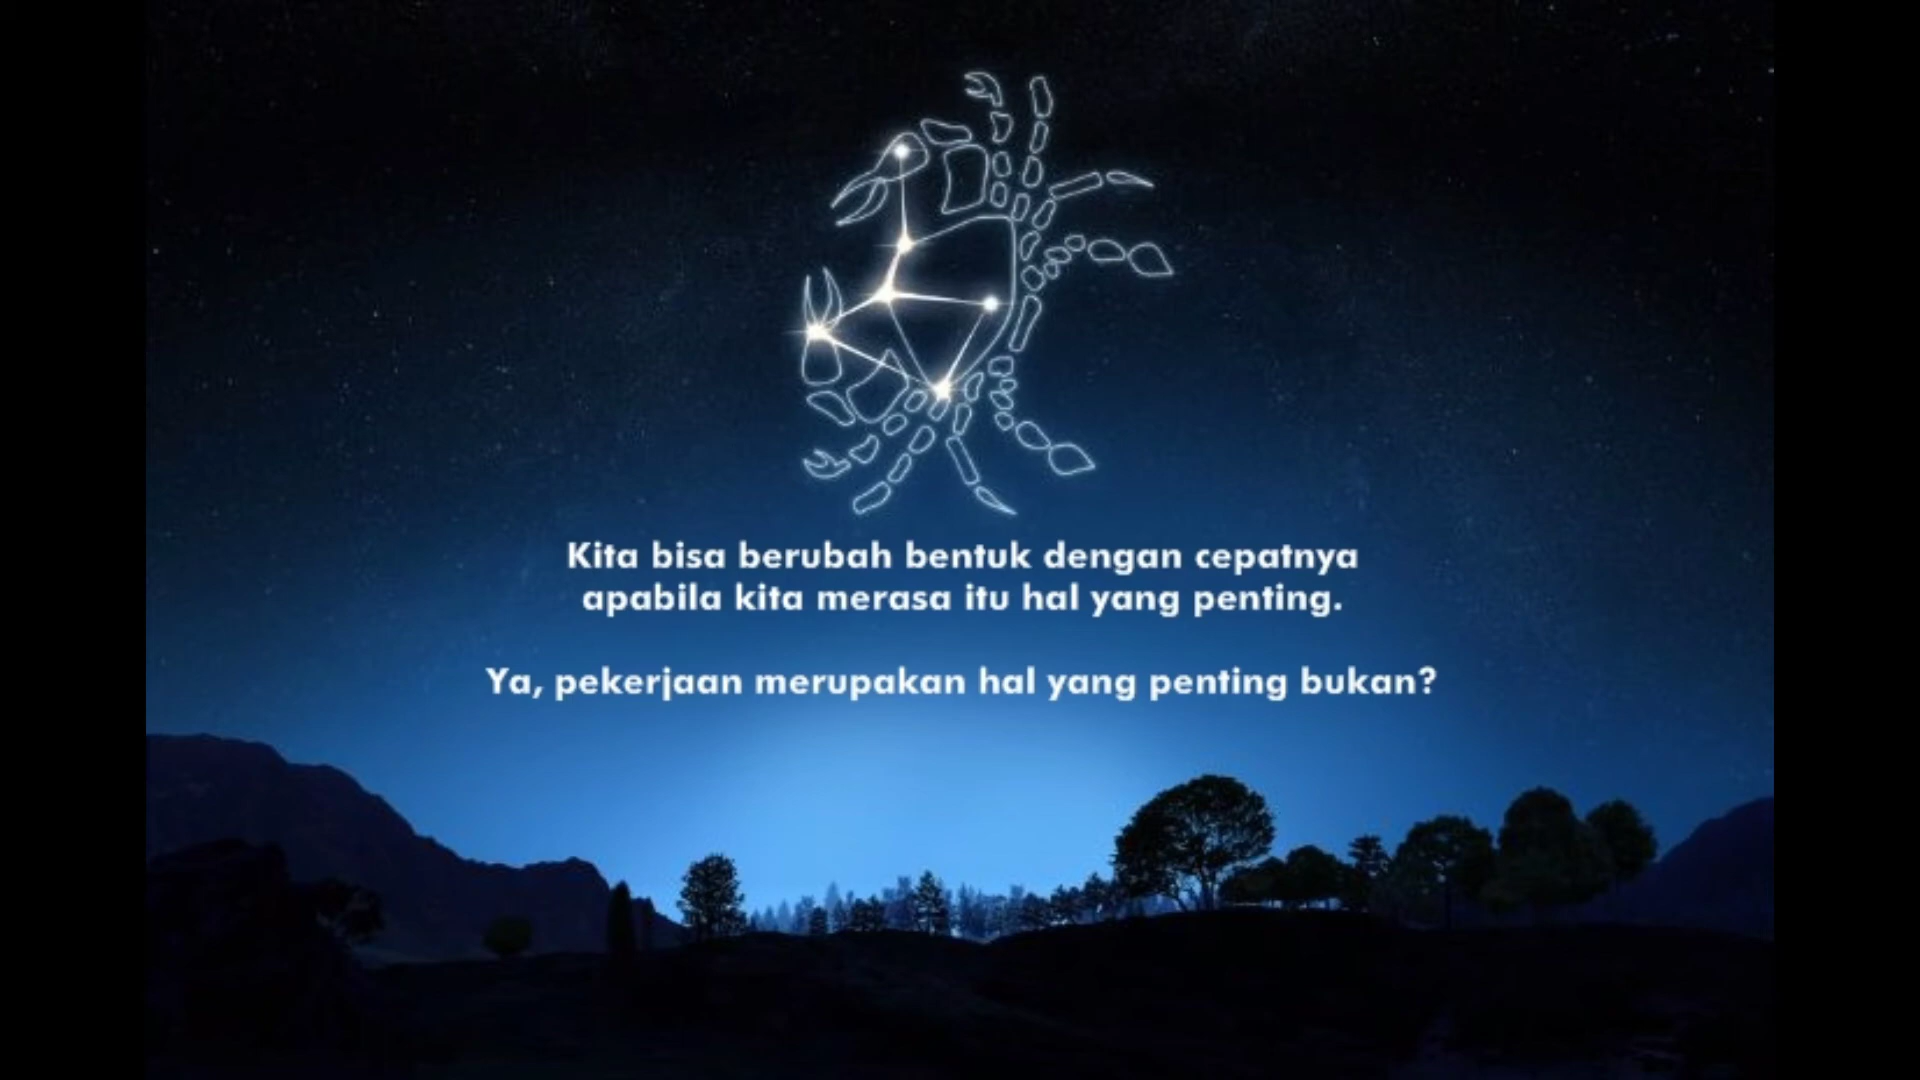 Kita bisa berubah bentuk dengan cepatnya
apabila kita merasa itu hal yang penting.
Ya, pekerjaan merupakan hal yang penting bukan?